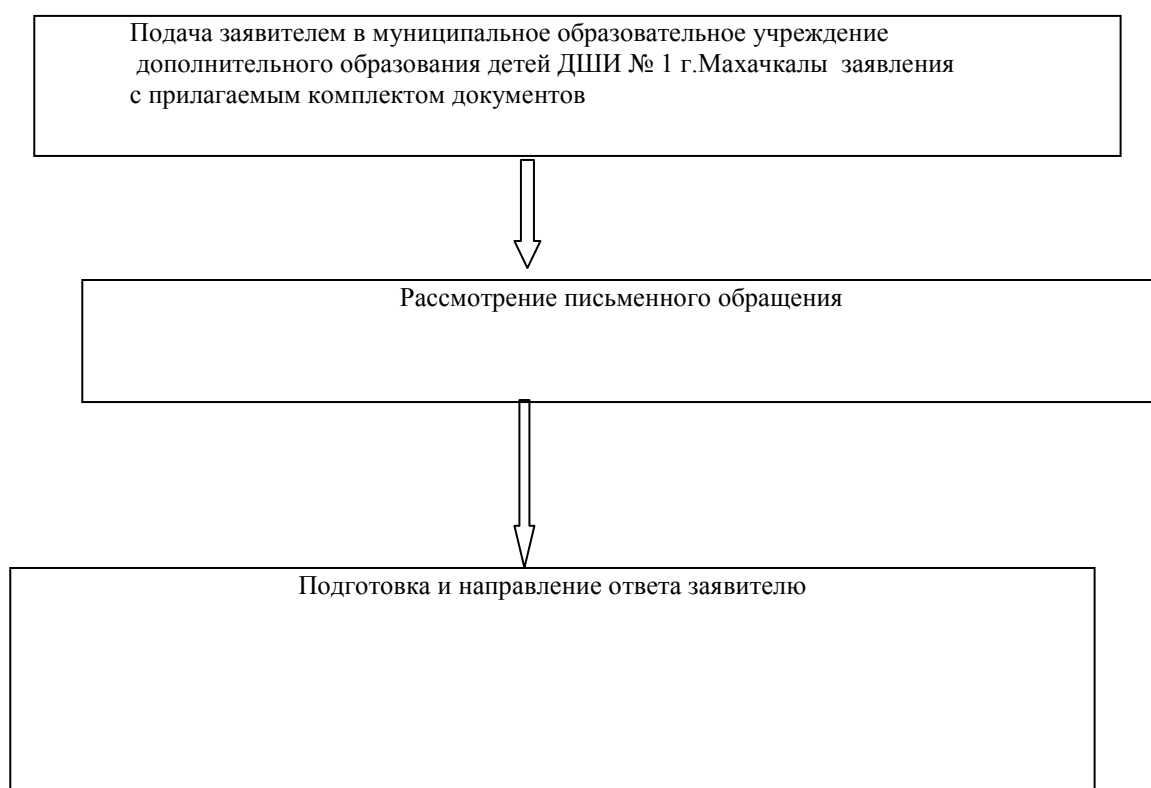 Подача заявителем в муниципальное образовательное учреждение
дополнительного образования детей ДШИ № 1 г.Махачкалы заявления
с прилагаемым комплектом документов
Рассмотрение письменного обращения
Подготовка и направление ответа заявителю